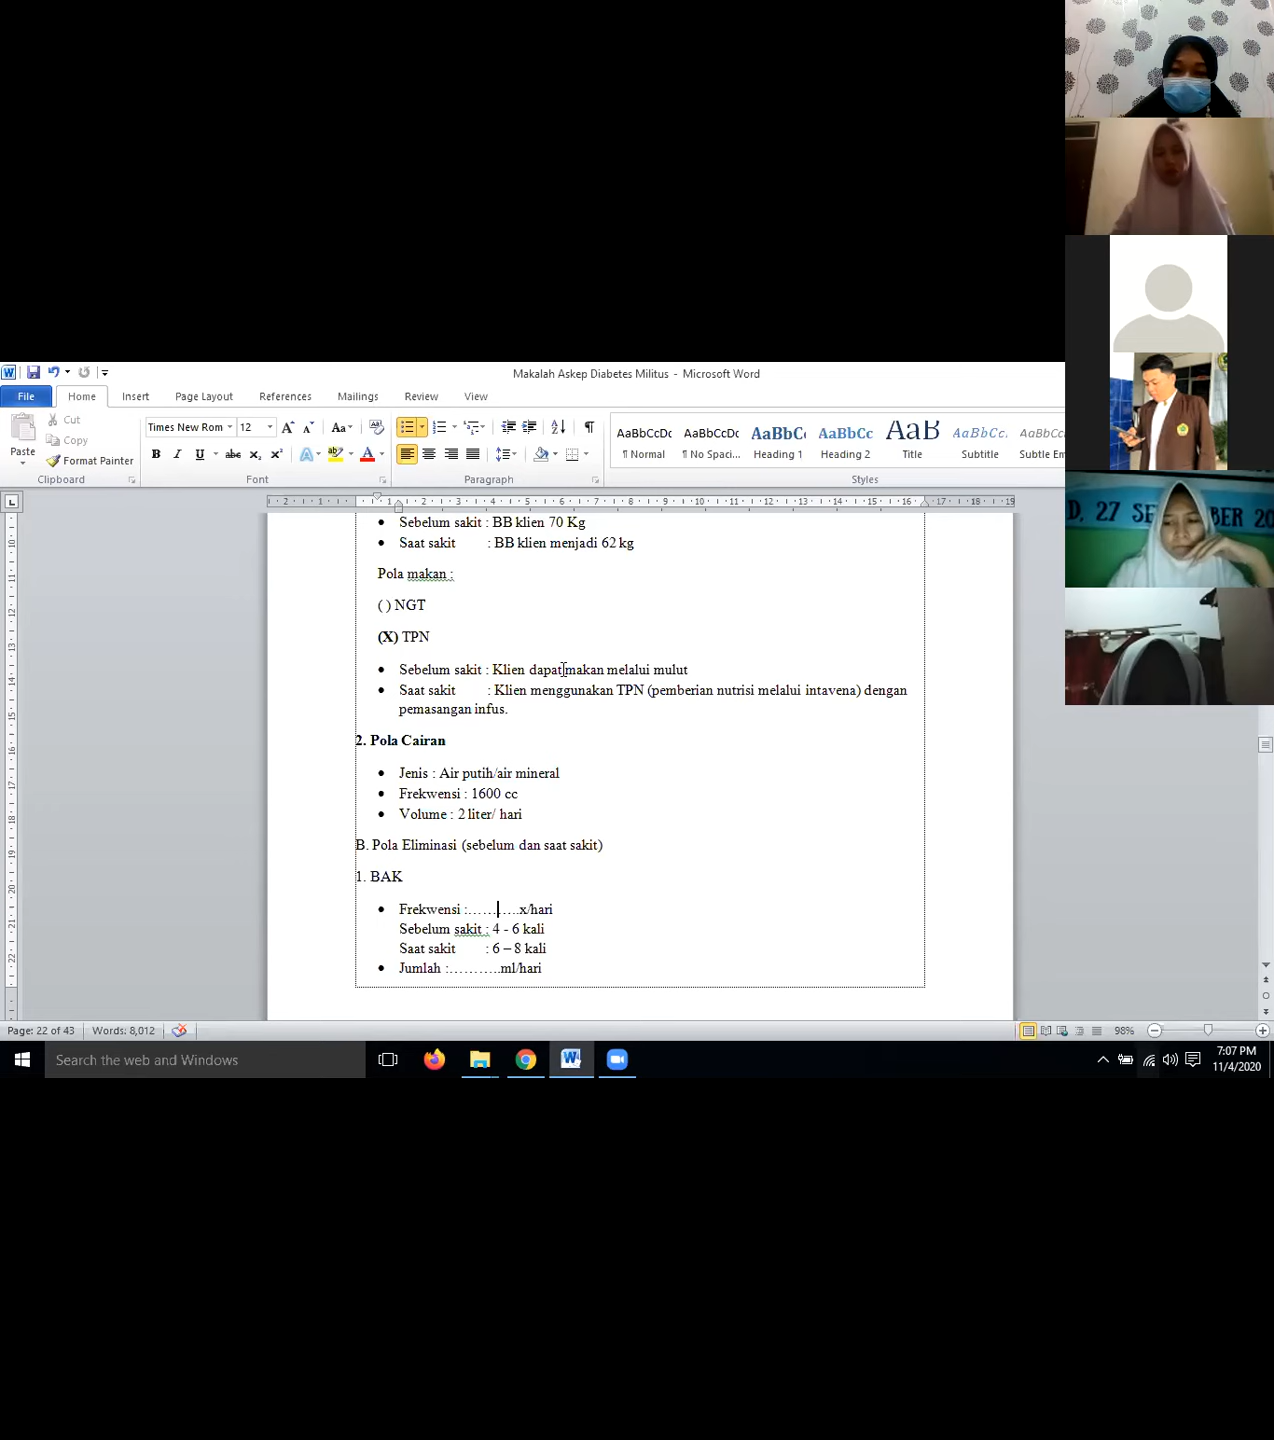 Makalah Askep Diabetes Militus - Microsoft Word
File Home Insert Page Layout References Mailings Review View
Paste
Cut
Copy
Format Painter
Clipboard
Times New Rom 12
Font
Paragraph
AaBbCcDc AaBbCcDc AaBbC AaBbCc AaB AaBbCc. AaBbCcDc
¶ Normal ¶ No Spaci... Heading 1 Heading 2 Title Subtitle Subtle Em
Styles
D, 27 SE BER 20
• Sebelum sakit : BB klien 70 Kg
• Saat sakit : BB klien menjadi 62 kg
Pola makan :
( ) NGT
(X) TPN
• Sebelum sakit : Klien dapat makan melalui mulut
• Saat sakit : Klien menggunakan TPN (pemberian nutrisi melalui intavena) dengan
pemasangan infus.
2. Pola Cairan
• Jenis : Air putih/air mineral
• Frekwensi : 1600 cc
• Volume : 2 liter/ hari
B. Pola Eliminasi (sebelum dan saat sakit)
1. BAK
• Frekwensi :………..x/hari
Sebelum sakit : 4 - 6 kali
Saat sakit : 6 – 8 kali
• Jumlah :………..ml/hari
Page: 22 of 43 Words: 8,012 98%
Search the web and Windows
7:07 PM
11/4/2020